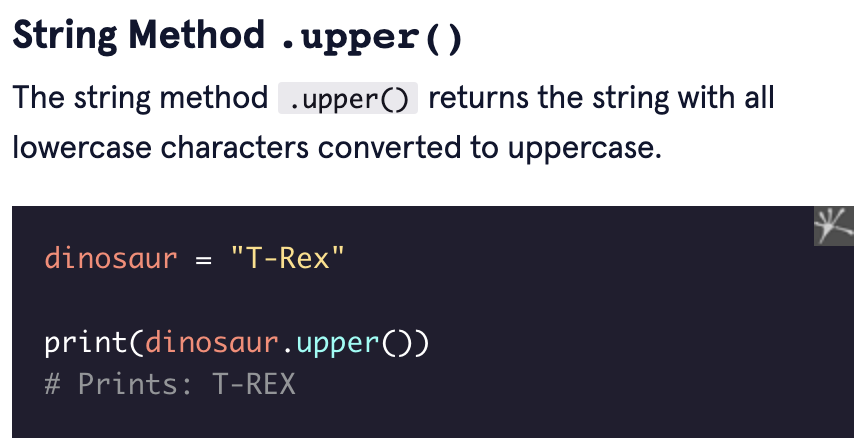 String Method .upper()
The string method .upper() returns the string with all
lowercase characters converted to uppercase.
dinosaur = "T-Rex"
print(dinosaur.upper())
# Prints: T-REX